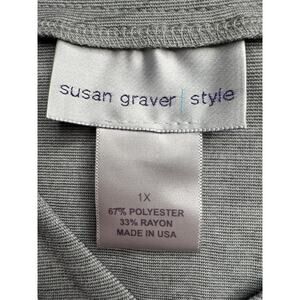 susan graver | style
1X
67% POLYESTER
33% RAYON
MADE IN USA